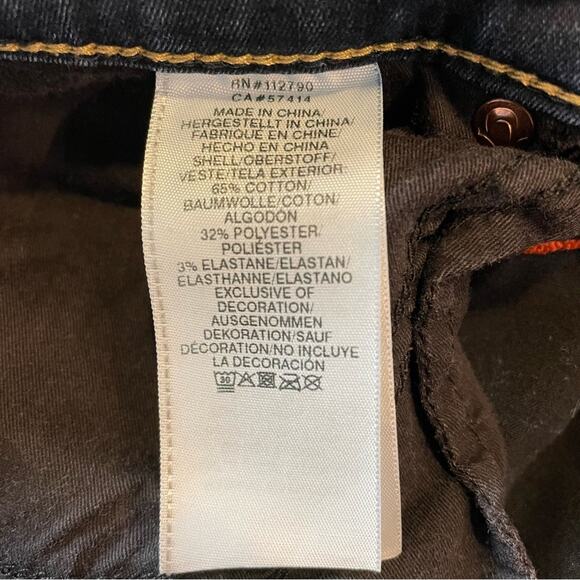 RN#112790
CA#57414
MADE IN CHINA/
HERGESTELLT IN CHINA/
FABRIQUE EN CHINE/
HECHO EN CHINA
SHELL/OBERSTOFF/
VESTE/TELA EXTERIOR:
65% COTTON/
BAUMWOLLE/COTON/
ALGODÓN
32% POLYESTER/
POLIÉSTER
3% ELASTANE/ELASTAN/
ELASTHANNE/ELASTANO
EXCLUSIVE OF
DECORATION/
AUSGENOMMEN
DEKORATION/SAUF
DÉCORATION/NO INCLUYE
LA DECORACIÓN
30